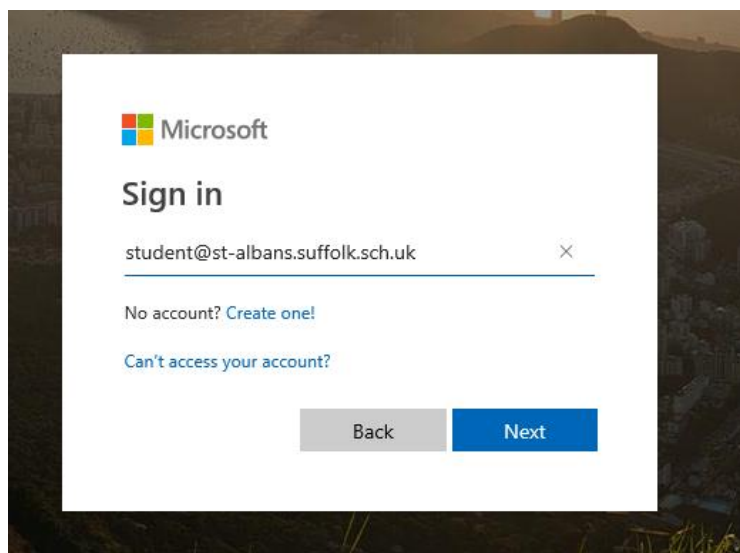 Microsoft
Sign in
student@st-albans.suffolk.sch.uk
No account? Create one!
Can't access your account?
Back Next